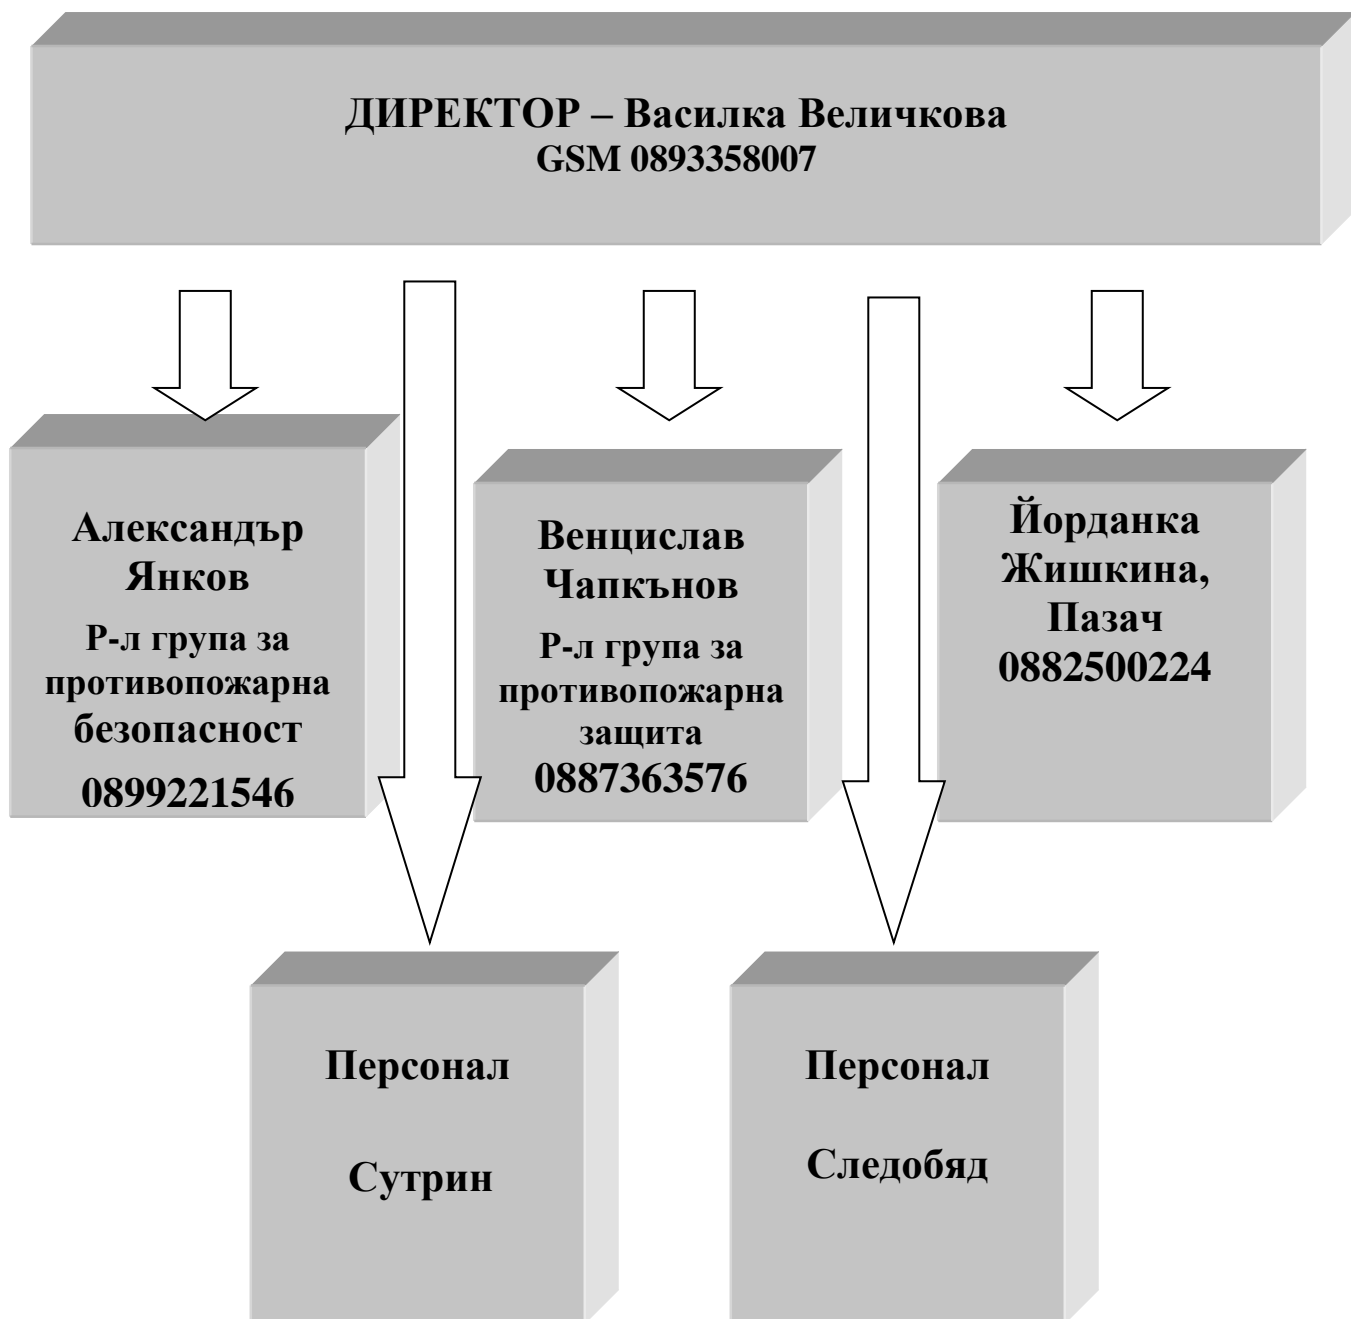 ДИРЕКТОР – Василка Величкова
GSM 0893358007
Александър
Янков
Р-л група за
противопожарна
безопасност
0899221546
Венцислав
Чапкънов
Р-л група за
противопожарна
защита
0887363576
Йорданка
Жишкина,
Пазач
0882500224
Персонал
Сутрин
Персонал
Следобяд